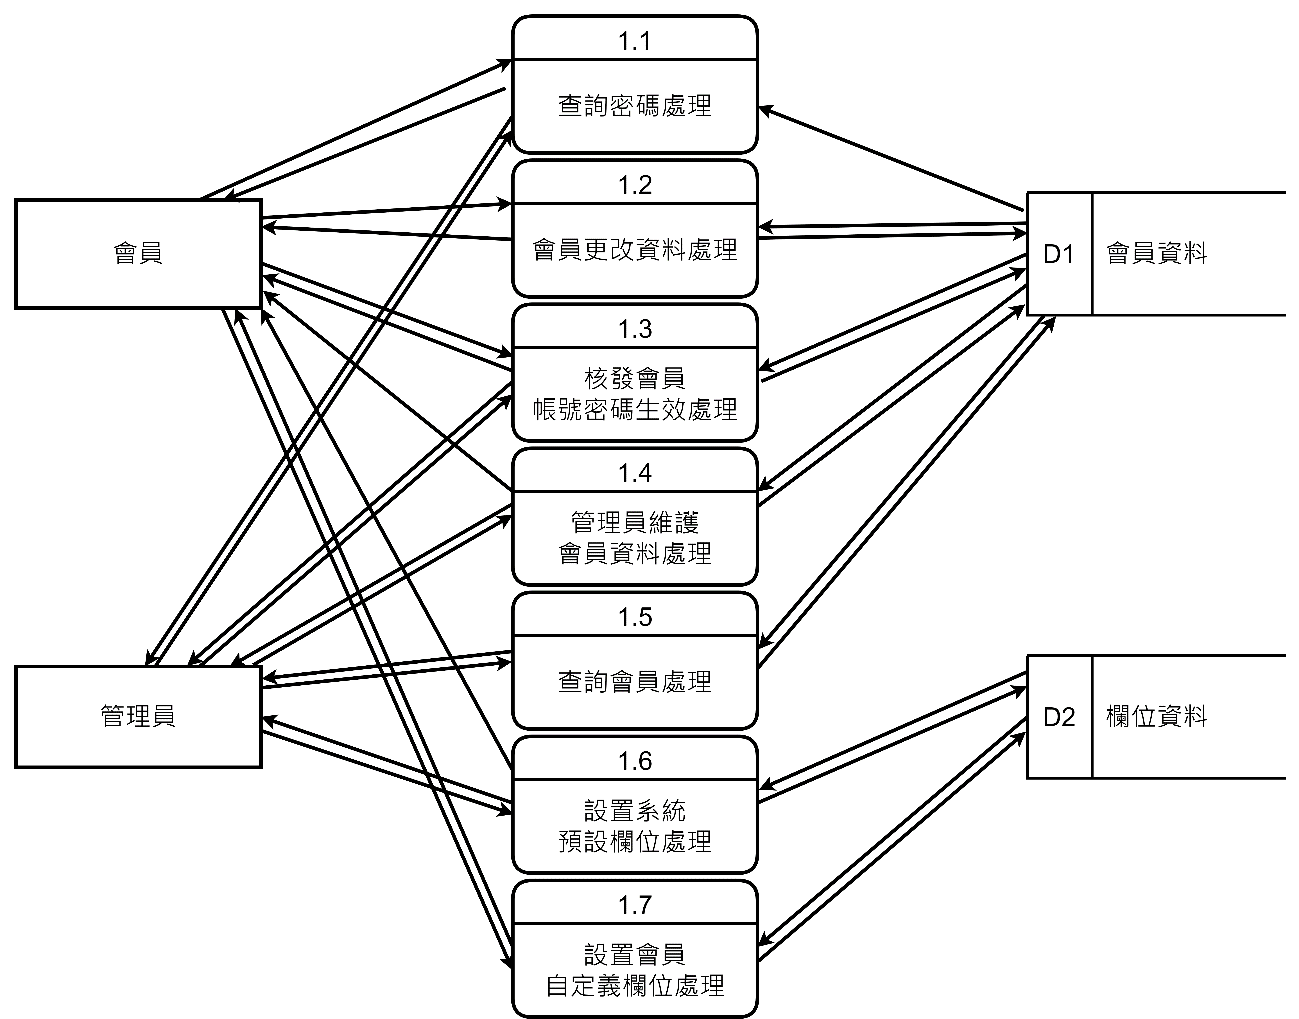 1.1
查詢密碼處理
1.2
會員更改資料處理
1.3
核發會員
帳號密碼生效處理
1.4
管理員維護
會員資料處理
1.5
查詢會員處理
1.6
設置系統
預設欄位處理
1.7
設置會員
自定義欄位處理
會員
管理員
D1
會員資料
D2
欄位資料